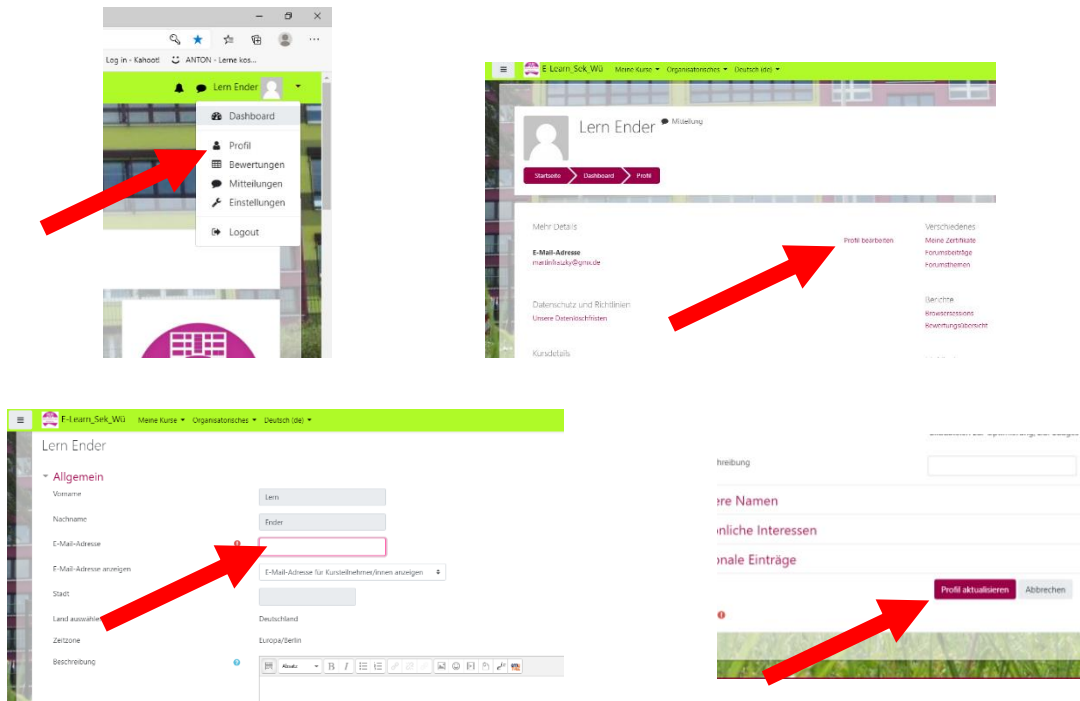 Log in - Kahoot! ANTON - Lerne kos...
Lern Ender
Dashboard
Profil
Bewertungen
Mitteilungen
Einstellungen
Logout
E-Learn_Sek_Wü Meine Kurse Organisatorisches Deutsch (de)
Lern Ender Mitteilung
Startseite Dashboard Profil
Mehr Details
Profil bearbeiten
E-Mail-Adresse
Verschiedenes
Meine Zertifikate
Forumsbeiträge
Forumsthemen
Datenschutz und Richtlinien
Unsere Datenlöschfristen
Berichte
Browsersessions
Bewertungsübersicht
Kursdetails
E-Learn_Sek_Wü Meine Kurse Organisatorisches Deutsch (de)
Lern Ender
Allgemein
Vorname Lern
Nachname Ender
E-Mail-Adresse
E-Mail-Adresse anzeigen E-Mail-Adresse für Kursteilnehmer/innen anzeigen
Stadt
Land auswähle Deutschland
Zeitzone Europa/Berlin
Beschreibung Absatz B I
hreibung
ere Namen
önliche Interessen
onale Einträge
Profil aktualisieren Abbrechen